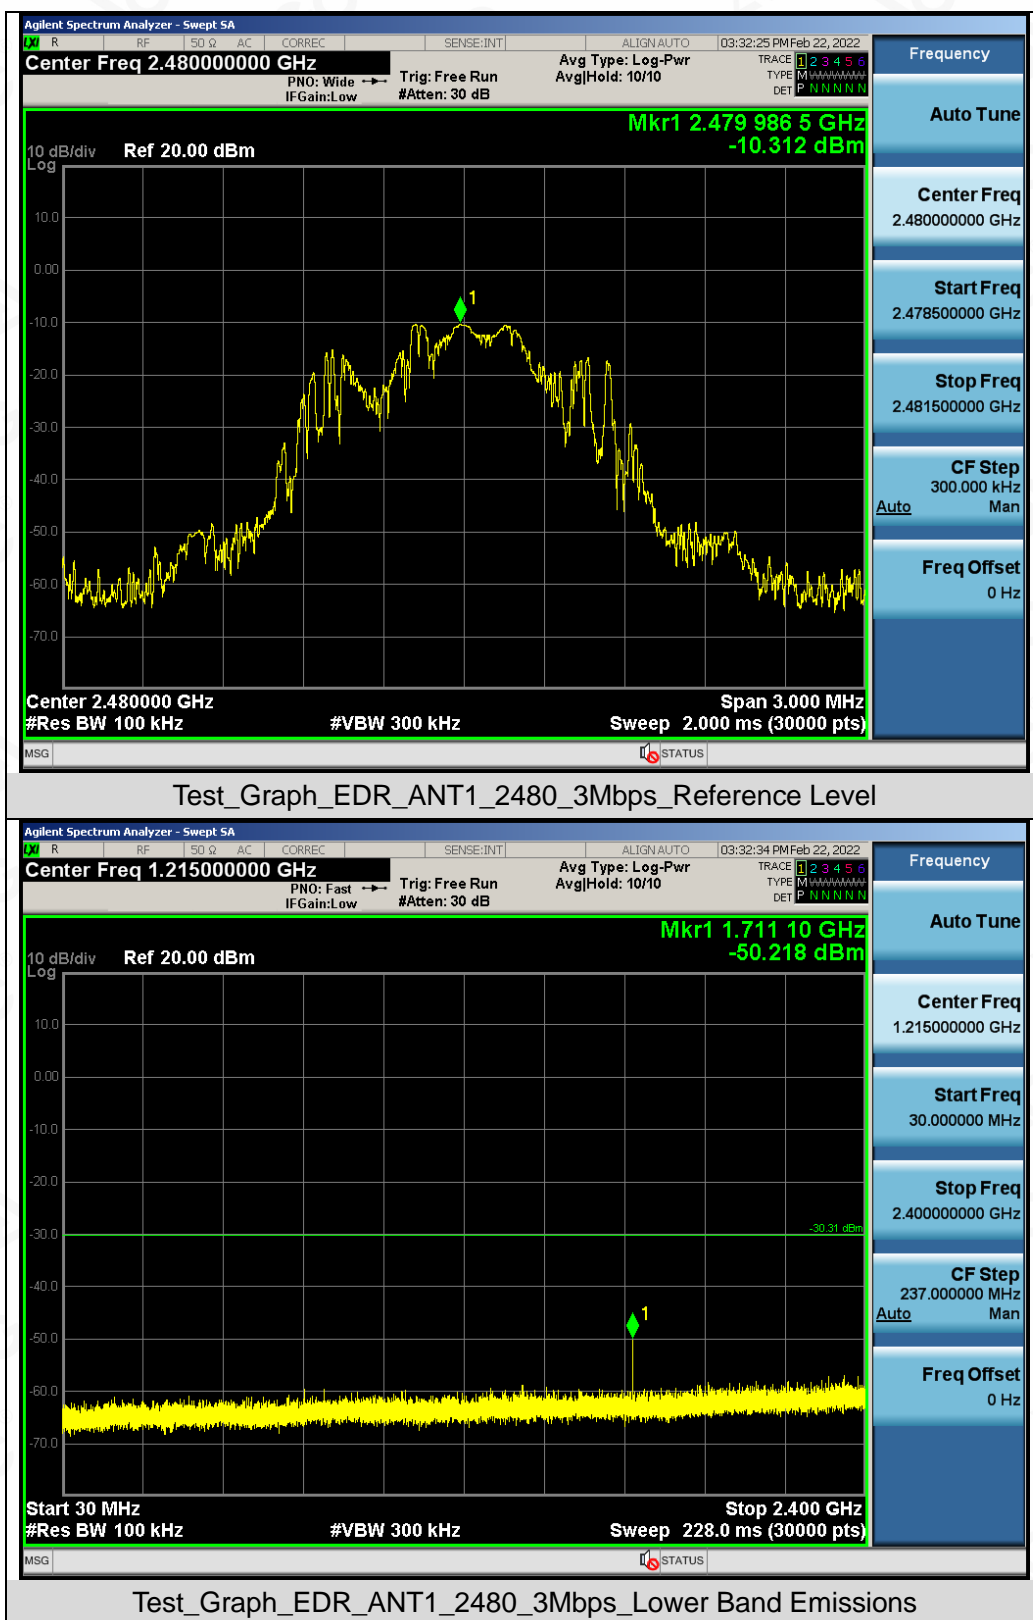 Agilent Spectrum Analyzer - Swept SA
LXI R RF 50 Ω AC CORREC SENSE:INT ALIGN AUTO 03:32:25 PM Feb 22, 2022
Center Freq 2.480000000 GHz
PNO: Wide
IFGain:Low
Trig: Free Run
#Atten: 30 dB
Avg Type: Log-Pwr
Avg|Hold: 10/10
TRACE 1 2 3 4 5 6
TYPE M
DET P N N N N N
Mkr1 2.479 986 5 GHz
-10.312 dBm
10 dB/div Ref 20.00 dBm
Log
10.0
0.00
-10.0
-20.0
-30.0
-40.0
-50.0
-60.0
-70.0
1
Center 2.480000 GHz Span 3.000 MHz
#Res BW 100 kHz #VBW 300 kHz Sweep 2.000 ms (30000 pts)
MSG STATUS
Frequency
Auto Tune
Center Freq
2.480000000 GHz
Start Freq
2.478500000 GHz
Stop Freq
2.481500000 GHz
CF Step
300.000 kHz
Auto Man
Freq Offset
0 Hz
Test_Graph_EDR_ANT1_2480_3Mbps_Reference Level
Agilent Spectrum Analyzer - Swept SA
LXI R RF 50 Ω AC CORREC SENSE:INT ALIGN AUTO 03:32:34 PM Feb 22, 2022
Center Freq 1.215000000 GHz
PNO: Fast
IFGain:Low
Trig: Free Run
#Atten: 30 dB
Avg Type: Log-Pwr
Avg|Hold: 10/10
TRACE 1 2 3 4 5 6
TYPE M
DET P N N N N N
Mkr1 1.711 10 GHz
-50.218 dBm
10 dB/div Ref 20.00 dBm
Log
10.0
0.00
-10.0
-20.0
-30.0
-40.0
-50.0
-60.0
-70.0
-30.31 dBm
1
Start 30 MHz Stop 2.400 GHz
#Res BW 100 kHz #VBW 300 kHz Sweep 228.0 ms (30000 pts)
MSG STATUS
Frequency
Auto Tune
Center Freq
1.215000000 GHz
Start Freq
30.000000 MHz
Stop Freq
2.400000000 GHz
CF Step
237.000000 MHz
Auto Man
Freq Offset
0 Hz
Test_Graph_EDR_ANT1_2480_3Mbps_Lower Band Emissions